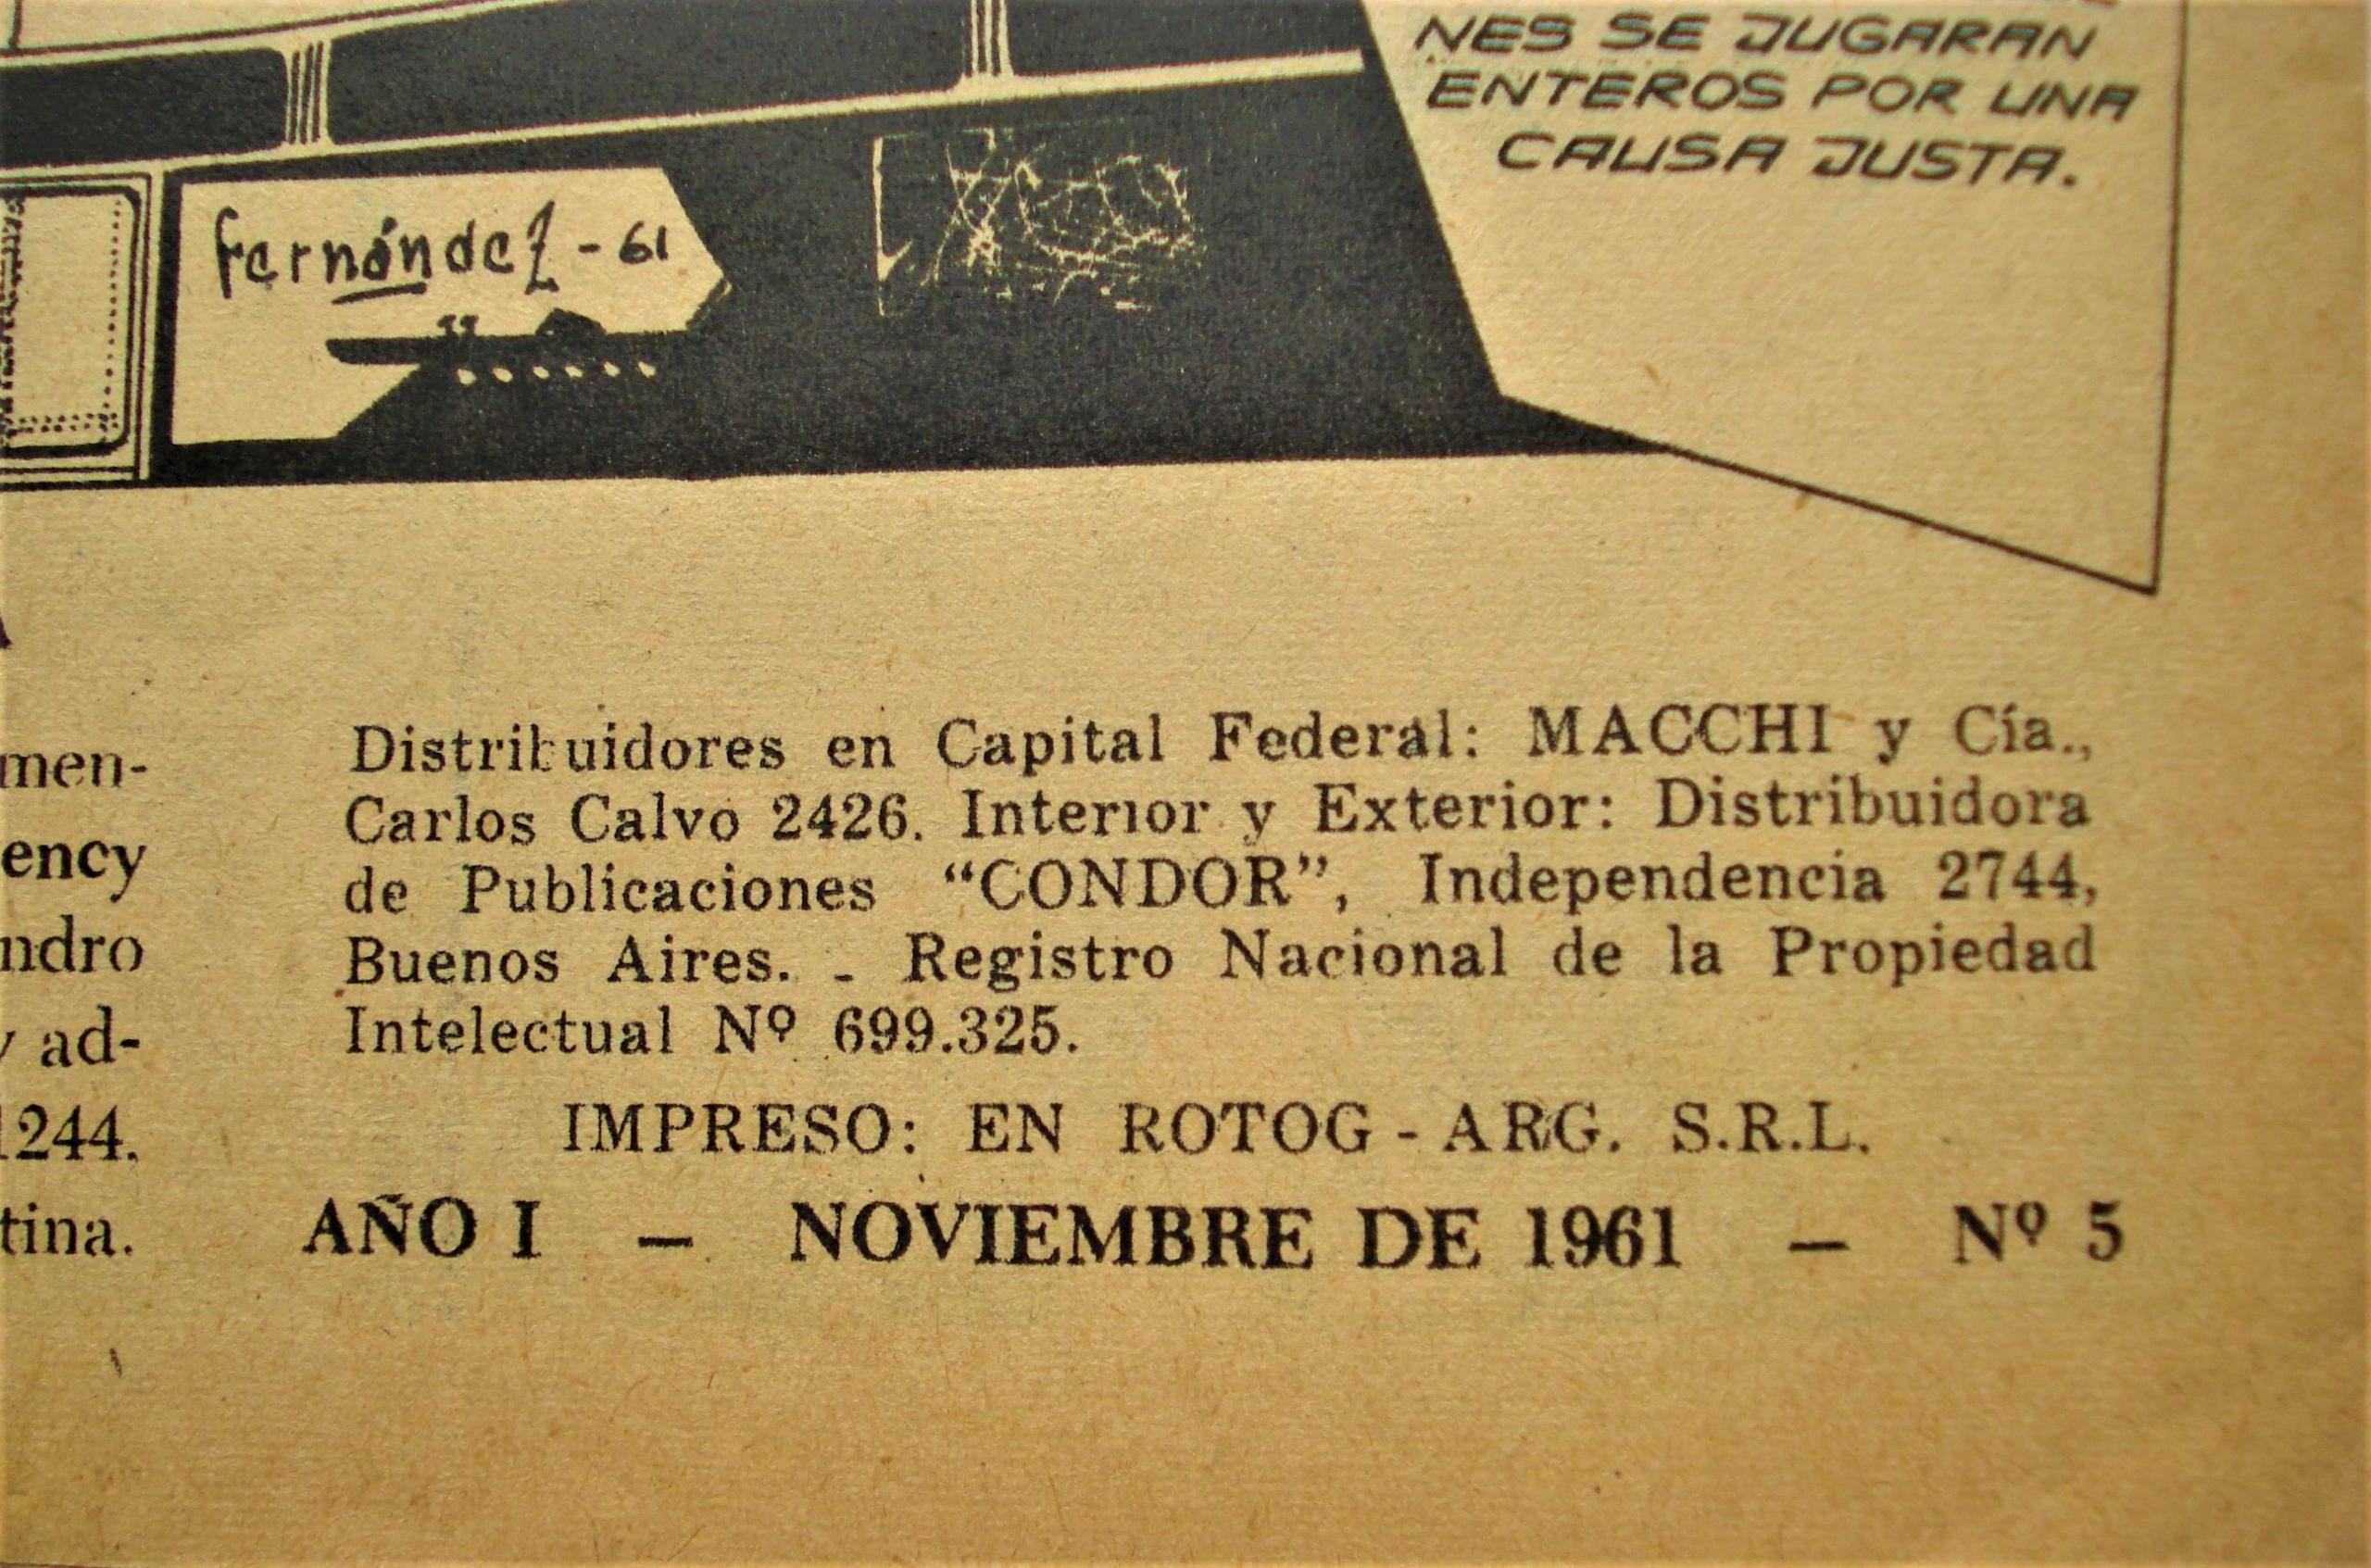 NES SE JUGARAN
ENTEROS POR UNA
CAUSA JUSTA.
Fernández - 61
men-
ency
ndro
y ad-
1244.
tina.
Distribuidores en Capital Federal: MACCHI y Cía.,
Carlos Calvo 2426. Interior y Exterior: Distribuidora
de Publicaciones “CONDOR”, Independencia 2744,
Buenos Aires. - Registro Nacional de la Propiedad
Intelectual Nº 699.325.
IMPRESO: EN ROTOG - ARG. S.R.L.
AÑO I — NOVIEMBRE DE 1961 — Nº 5